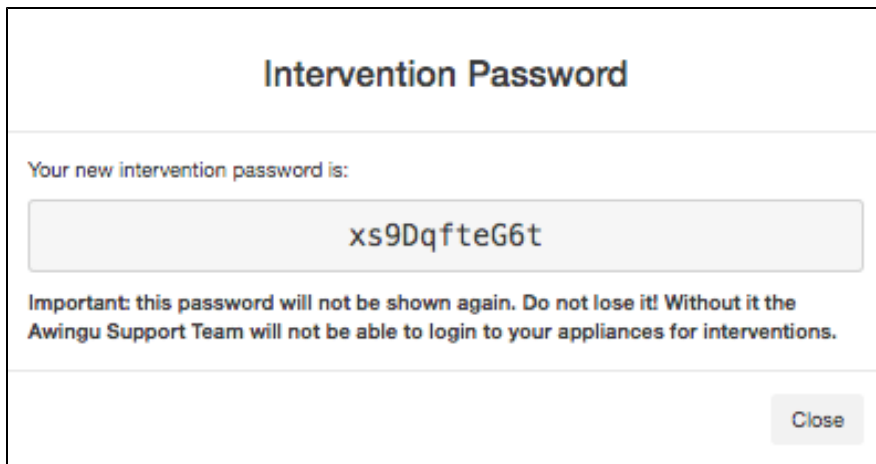 Intervention Password
Your new intervention password is:
xs9DqfteG6t
Important: this password will not be shown again. Do not lose it! Without it the
Awingu Support Team will not be able to login to your appliances for interventions.
Close